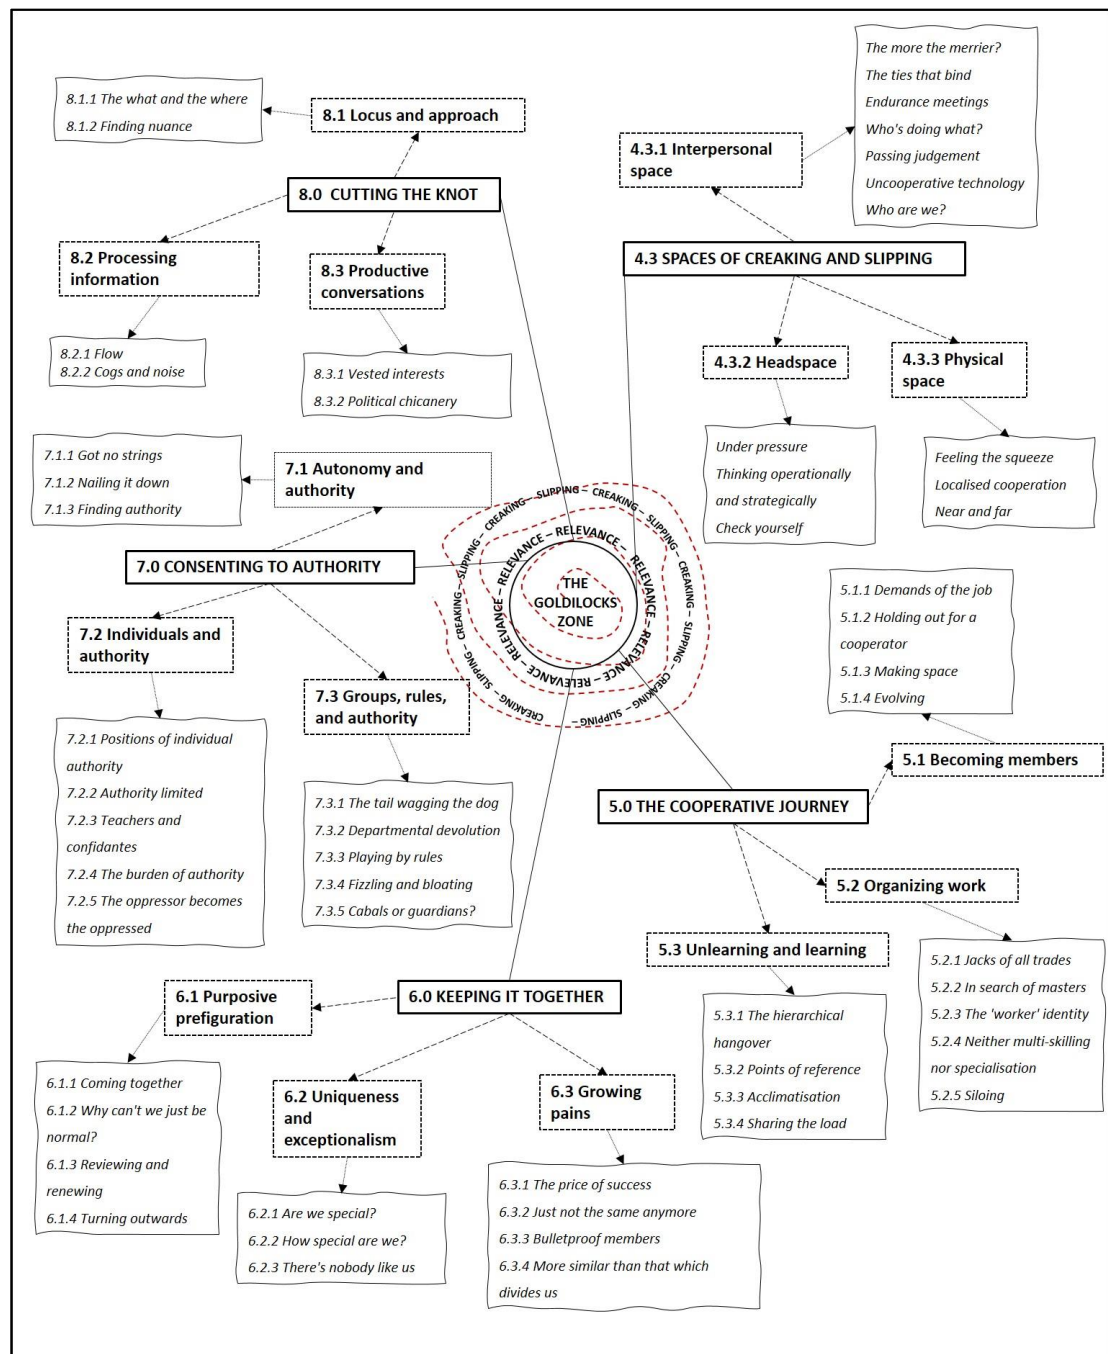 8.1.1 The what and the where
8.1.2 Finding nuance
8.1 Locus and approach
8.0 CUTTING THE KNOT
8.2 Processing
information
8.2.1 Flow
8.2.2 Cogs and noise
8.3 Productive
conversations
8.3.1 Vested interests
8.3.2 Political chicanery
The more the merrier?
The ties that bind
Endurance meetings
Who's doing what?
Passing judgement
Uncooperative technology
Who are we?
4.3.1 Interpersonal
space
4.3 SPACES OF CREAKING AND SLIPPING
4.3.2 Headspace
Under pressure
Thinking operationally
and strategically
Check yourself
4.3.3 Physical
space
Feeling the squeeze
Localised cooperation
Near and far
7.1.1 Got no strings
7.1.2 Nailing it down
7.1.3 Finding authority
7.1 Autonomy and
authority
7.0 CONSENTING TO AUTHORITY
7.2 Individuals and
authority
7.2.1 Positions of individual
authority
7.2.2 Authority limited
7.2.3 Teachers and
confidantes
7.2.4 The burden of authority
7.2.5 The oppressor becomes
the oppressed
7.3 Groups, rules,
and authority
7.3.1 The tail wagging the dog
7.3.2 Departmental devolution
7.3.3 Playing by rules
7.3.4 Fizzling and bloating
7.3.5 Cabals or guardians?
CREAKING – SLIPPING – CREAKING – SLIPPING – CREAKING – SLIPPING – CREAKING – SLIPPING – CREAKING – SLIPPING – CREAKING – SLIPPING –
RELEVANCE – RELEVANCE – RELEVANCE – RELEVANCE – RELEVANCE – RELEVANCE –
THE
GOLDILOCKS
ZONE
5.1.1 Demands of the job
5.1.2 Holding out for a
cooperator
5.1.3 Making space
5.1.4 Evolving
5.1 Becoming members
5.0 THE COOPERATIVE JOURNEY
5.2 Organizing work
5.2.1 Jacks of all trades
5.2.2 In search of masters
5.2.3 The 'worker' identity
5.2.4 Neither multi-skilling
nor specialisation
5.2.5 Siloing
5.3 Unlearning and learning
5.3.1 The hierarchical
hangover
5.3.2 Points of reference
5.3.3 Acclimatisation
5.3.4 Sharing the load
6.0 KEEPING IT TOGETHER
6.1 Purposive
prefiguration
6.1.1 Coming together
6.1.2 Why can't we just be
normal?
6.1.3 Reviewing and
renewing
6.1.4 Turning outwards
6.2 Uniqueness
and
exceptionalism
6.2.1 Are we special?
6.2.2 How special are we?
6.2.3 There's nobody like us
6.3 Growing
pains
6.3.1 The price of success
6.3.2 Just not the same anymore
6.3.3 Bulletproof members
6.3.4 More similar than that which
divides us